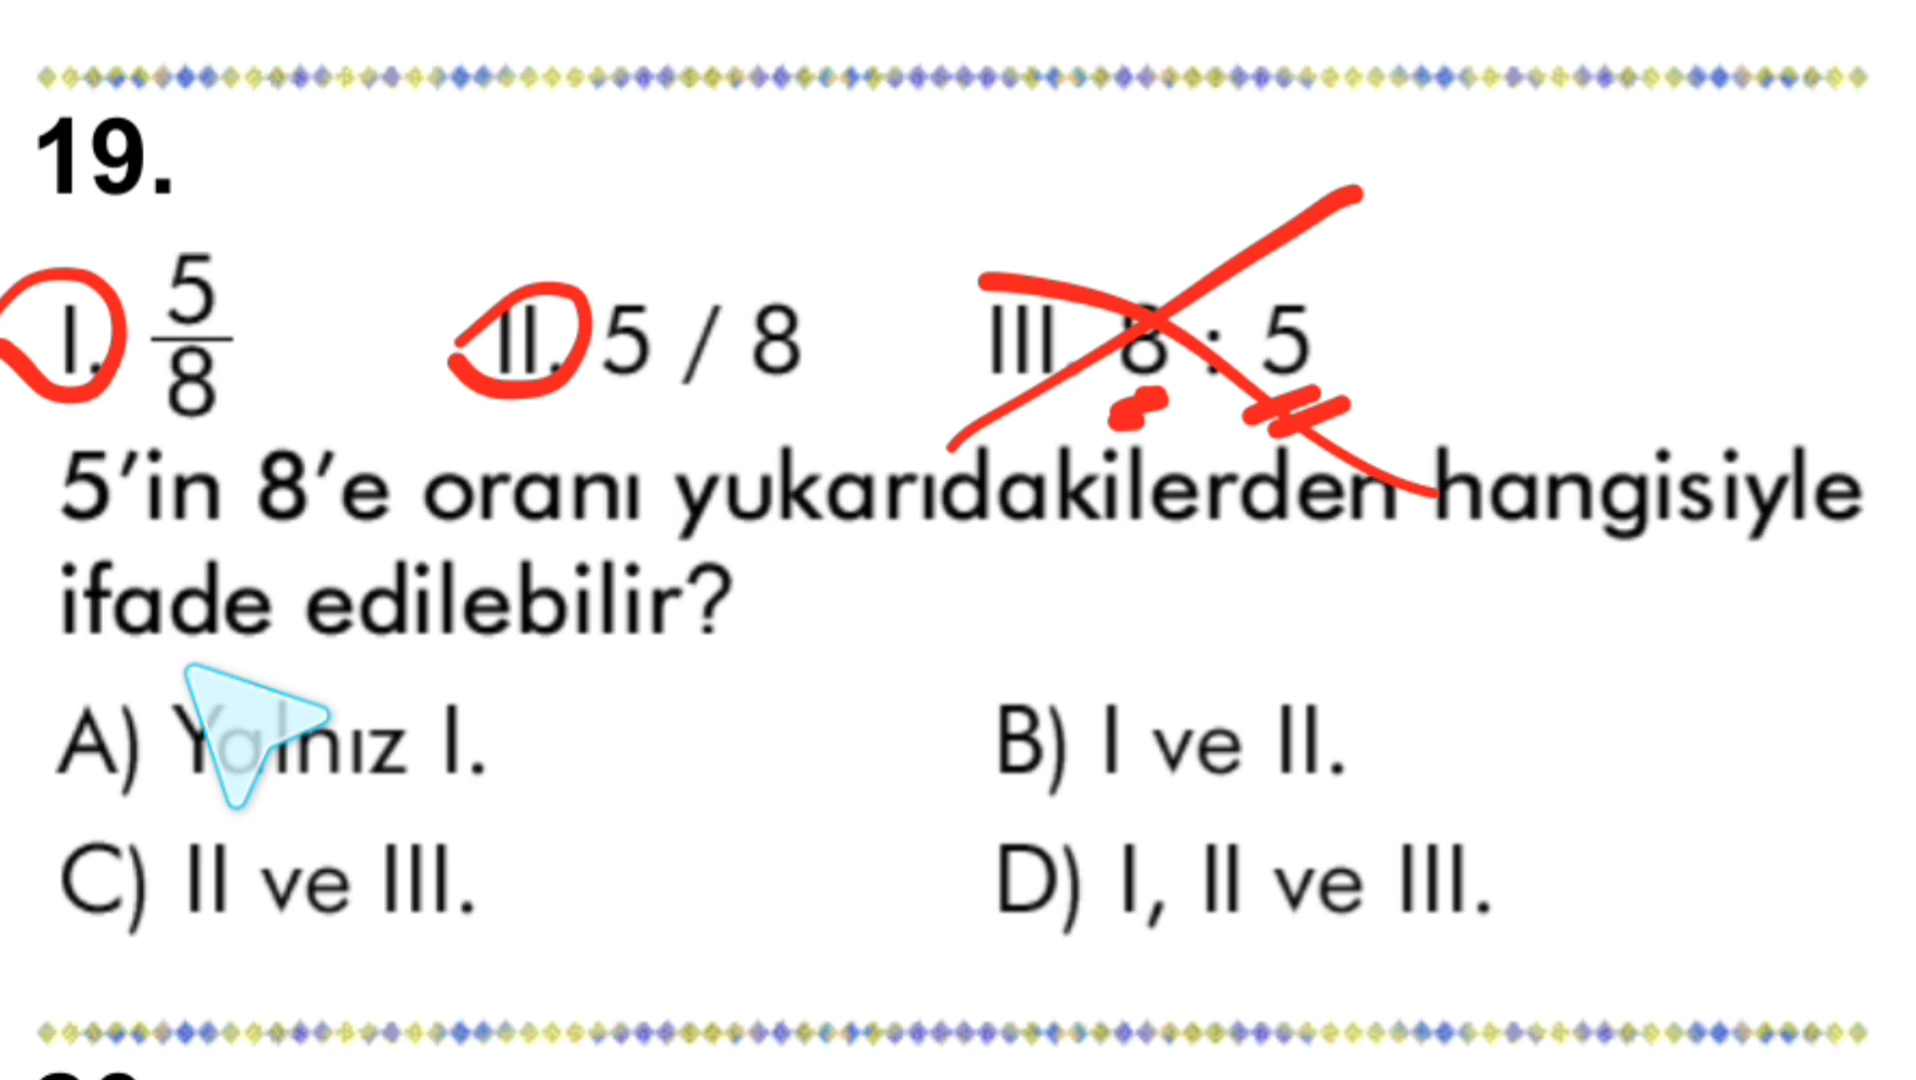 19.
I. 5/8 II. 5 / 8 III. 8 : 5
5’in 8’e oranı yukarıdakilerden hangisiyle
ifade edilebilir?
A) Yalnız I. B) I ve II.
C) II ve III. D) I, II ve III.